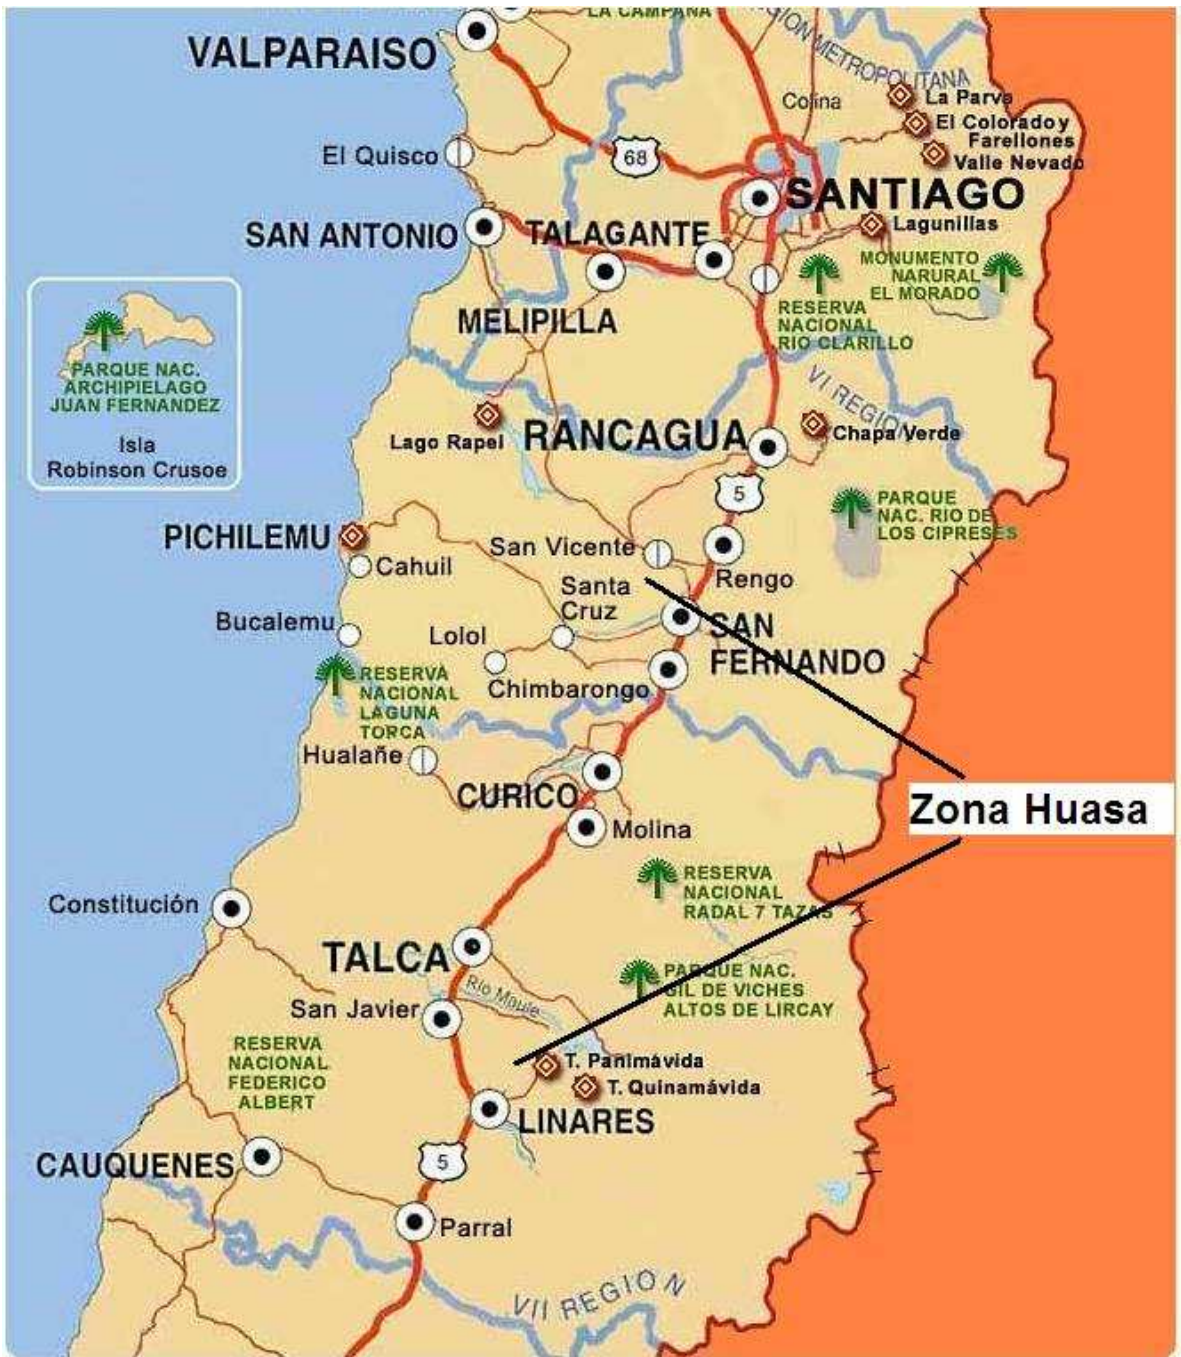 LA CAMPANA
VALPARAISO
REGION METROPOLITANA
Colina
La Parva
El Colorado y
Farellones
Valle Nevado
El Quisco
68
SANTIAGO
SAN ANTONIO
TALAGANTE
Lagunillas
MONUMENTO
NARURAL
EL MORADO
RESERVA
NACIONAL
RIO CLARILLO
MELIPILLA
PARQUE NAC.
ARCHIPIELAGO
JUAN FERNANDEZ
Isla
Robinson Crusoe
VI REGION
Lago Rapel
RANCAGUA
Chapa Verde
5
PARQUE
NAC. RIO DE
LOS CIPRESES
PICHILEMU
San Vicente
Cahuil
Rengo
Santa
Cruz
Bucalemu
Lolol
SAN
FERNANDO
RESERVA
NACIONAL
LAGUNA
TORCA
Chimbarongo
Hualañe
CURICO
Zona Huasa
Molina
RESERVA
NACIONAL
RADAL 7 TAZAS
Constitución
TALCA
PARQUE NAC.
GIL DE VICHES
ALTOS DE LIRCAY
Río Maule
San Javier
RESERVA
NACIONAL
FEDERICO
ALBERT
T. Panimávida
T. Quinamávida
LINARES
CAUQUENES
5
Parral
VII REGION